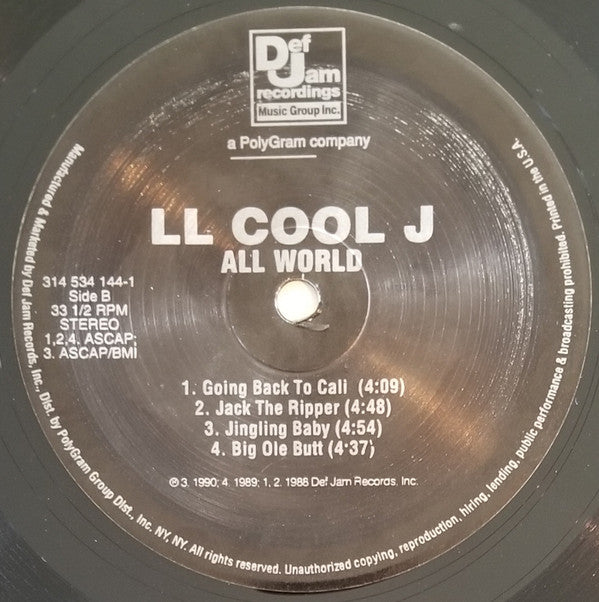 Def
Jam
recordings
Music Group Inc.
a PolyGram company
LL COOL J
ALL WORLD
314 534 144-1
Side B
33 1/2 RPM
STEREO
1,2,4. ASCAP;
3. ASCAP/BMI
1. Going Back To Cali (4:09)
2. Jack The Ripper (4:48)
3. Jingling Baby (4:54)
4. Big Ole Butt (4:37)
℗ 3. 1990; 4. 1989; 1, 2. 1988 Def Jam Records, Inc.
Manufactured & Marketed by Def Jam Records, Inc., Dist. by PolyGram Group Dist., Inc. NY, NY. All rights reserved. Unauthorized copying, reproduction, hiring, lending, public performance & broadcasting prohibited. Printed in the U.S.A.